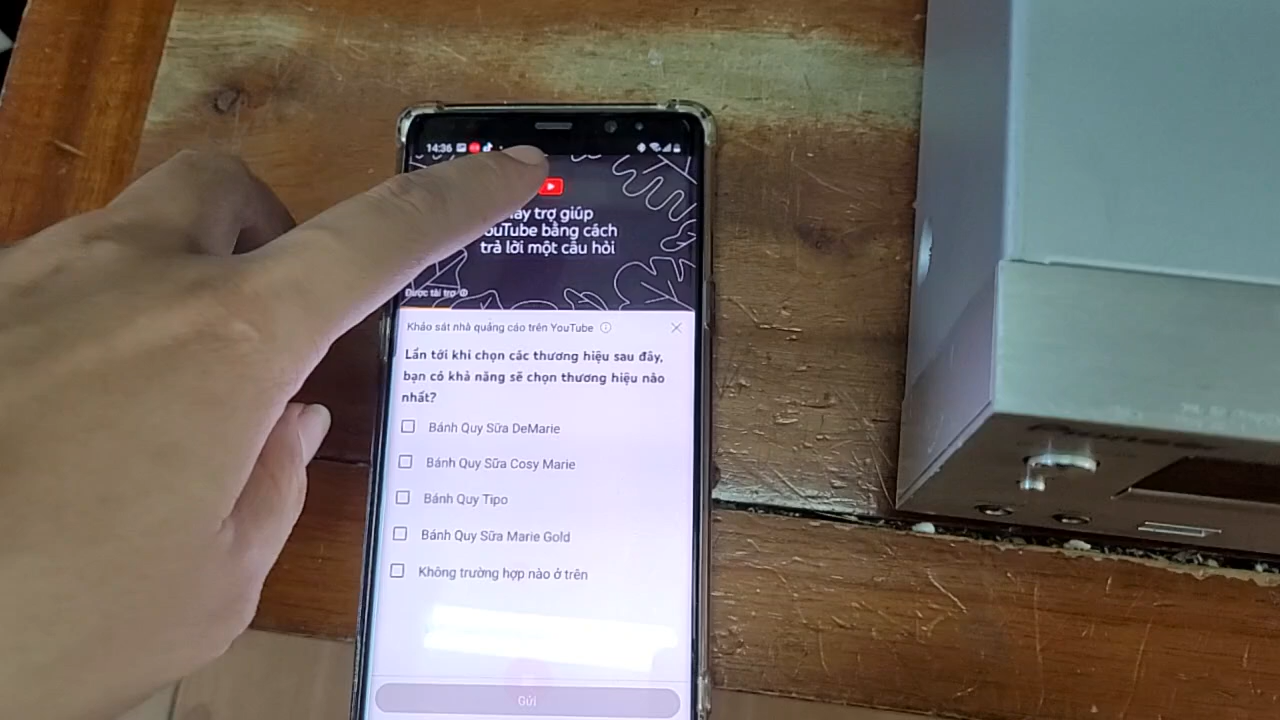 14:36
trợ giúp
YouTube bằng cách
trả lời một câu hỏi
Được tài trợ
Khảo sát nhà quảng cáo trên YouTube
Lần tới khi chọn các thương hiệu sau đây,
bạn có khả năng sẽ chọn thương hiệu nào
nhất?
Bánh Quy Sữa DeMarie
Bánh Quy Sữa Cosy Marie
Bánh Quy Tipo
Bánh Quy Sữa Marie Gold
Không trường hợp nào ở trên
Gửi